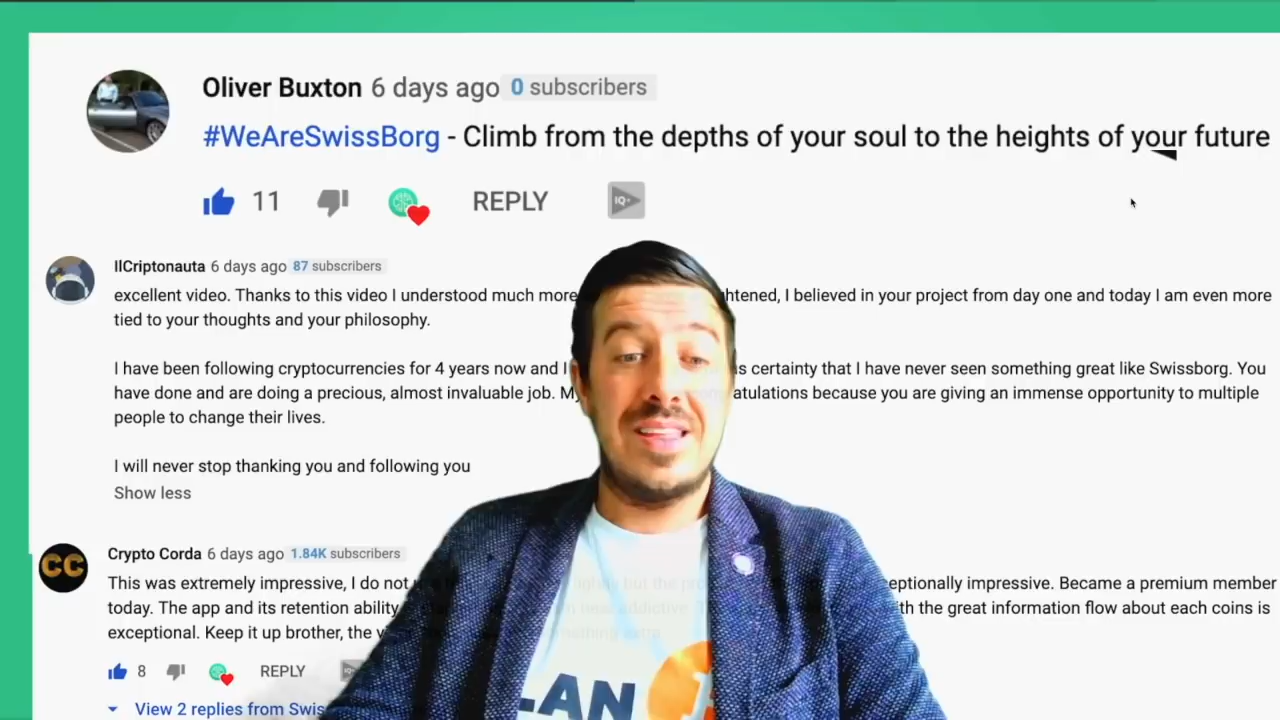 Oliver Buxton 6 days ago 0 subscribers
#WeAreSwissBorg - Climb from the depths of your soul to the heights of your future
11 REPLY IQ+
IlCriptonauta 6 days ago 87 subscribers
excellent video. Thanks to this video I understood much more htened, I believed in your project from day one and today I am even more
tied to your thoughts and your philosophy.
I have been following cryptocurrencies for 4 years now and I s certainty that I have never seen something great like Swissborg. You
have done and are doing a precious, almost invaluable job. My atulations because you are giving an immense opportunity to multiple
people to change their lives.
I will never stop thanking you and following you
Show less
CC
Crypto Corda 6 days ago 1.84K subscribers
This was extremely impressive, I do not but the eptionally impressive. Became a premium member
today. The app and its retention ability addictive. th the great information flow about each coins is
exceptional. Keep it up brother, the extra
8 REPLY
View 2 replies from Swis
LAN